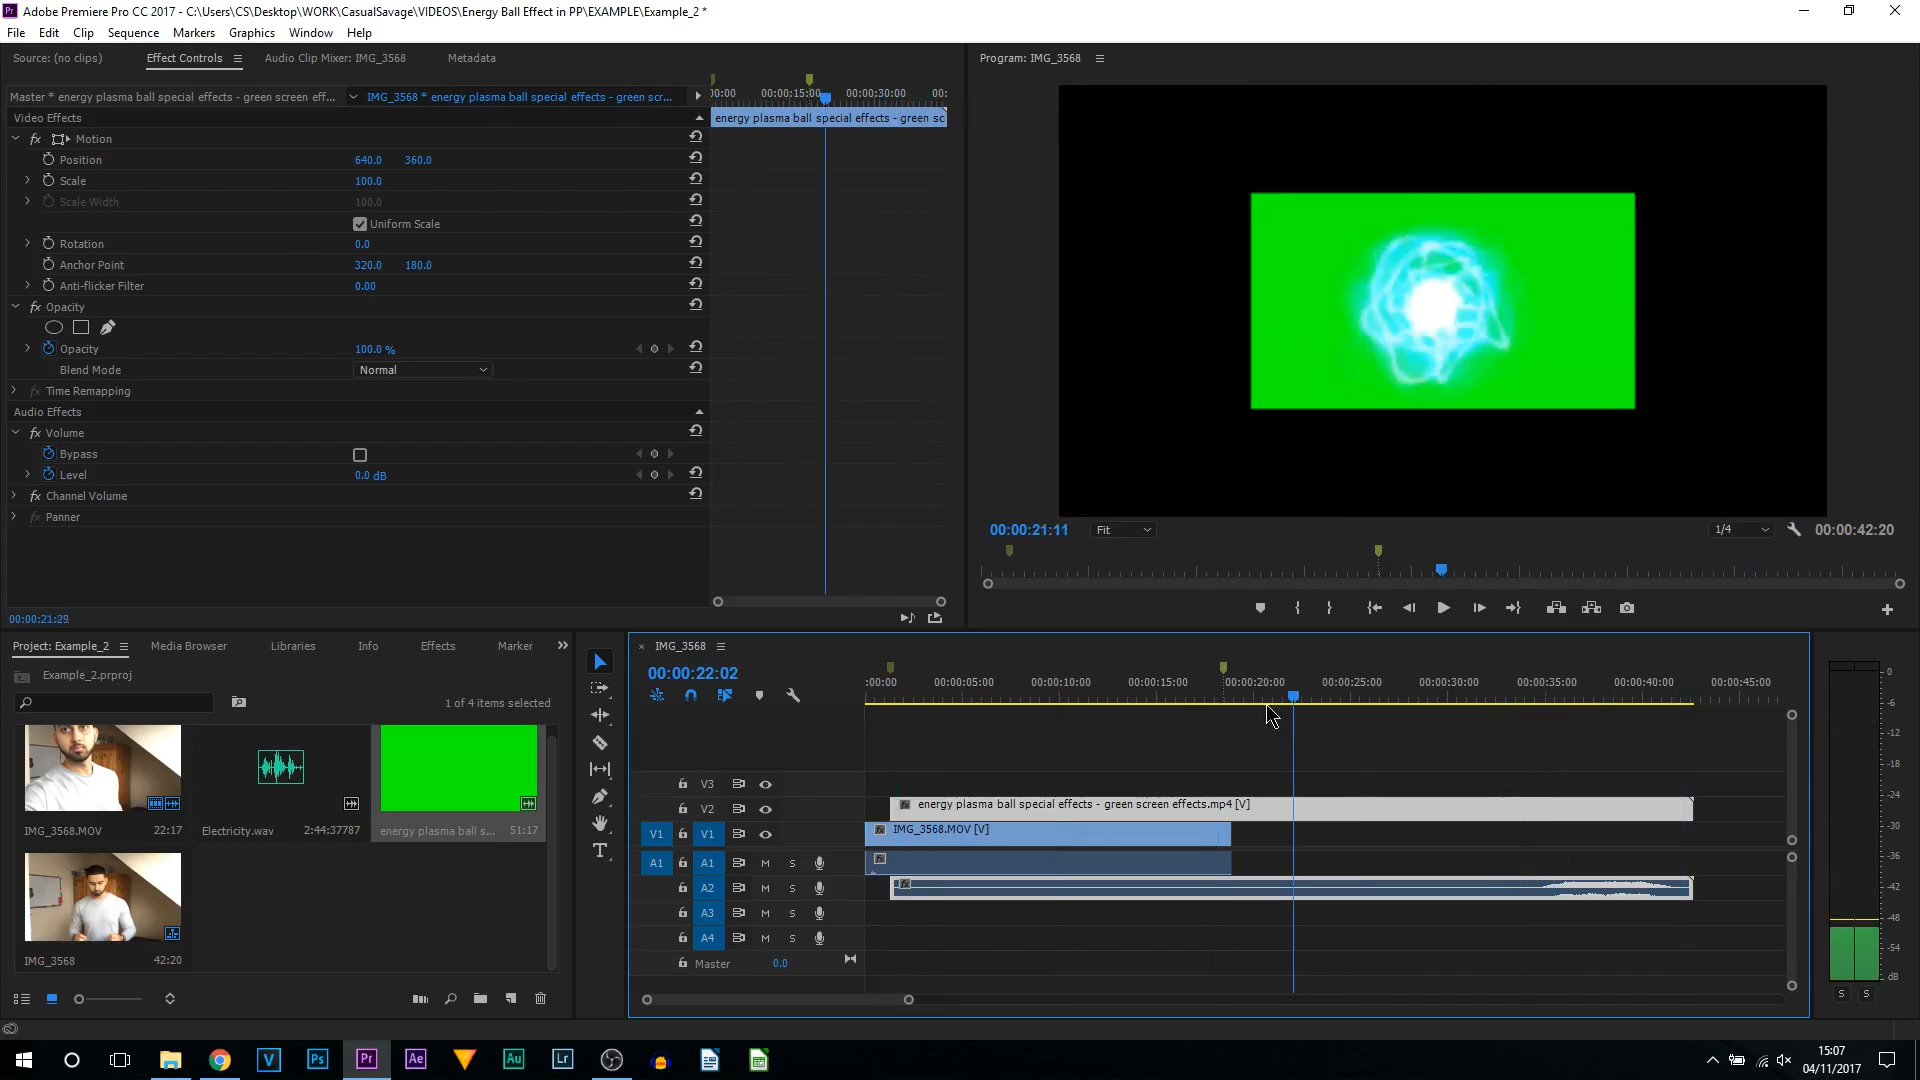 Adobe Premiere Pro CC 2017 - C:\Users\CS\Desktop\WORK\CasualSavage\VIDEOS\Energy Ball Effect in PP\EXAMPLE\Example_2 *
File Edit Clip Sequence Markers Graphics Window Help
Source: (no clips) Effect Controls Audio Clip Mixer: IMG_3568 Metadata
Program: IMG_3568
Master * energy plasma ball special effects - green screen eff... IMG_3568 * energy plasma ball special effects - green scr...
00:00:15:00 00:00:30:00
Video Effects
energy plasma ball special effects - green sc
fx Motion
Position 640.0 360.0
Scale 100.0
Scale Width 100.0
Uniform Scale
Rotation 0.0
Anchor Point 320.0 180.0
Anti-flicker Filter 0.00
fx Opacity
Opacity 100.0 %
Blend Mode Normal
fx Time Remapping
Audio Effects
fx Volume
Bypass
Level 0.0 dB
fx Channel Volume
fx Panner
00:00:21:29
00:00:21:11 Fit 1/4 00:00:42:20
Project: Example_2 Media Browser Libraries Info Effects Marker
Example_2.prproj
1 of 4 items selected
IMG_3568.MOV 22:17
Electricity.wav 2:44:37787
energy plasma ball s... 51:17
IMG_3568 42:20
IMG_3568
00:00:22:02
:00:00 00:00:05:00 00:00:10:00 00:00:15:00 00:00:20:00 00:00:25:00 00:00:30:00 00:00:35:00 00:00:40:00 00:00:45:00
V3
V2 fx energy plasma ball special effects - green screen effects.mp4 [V]
V1 V1 fx IMG_3568.MOV [V]
A1 A1 M S fx
A2 M S fx
A3 M S
A4 M S
Master 0.0
0
-6
-12
-18
-24
-30
-36
-42
-48
-54
dB
S S
V Ps Pr Ae Au Lr
15:07
04/11/2017